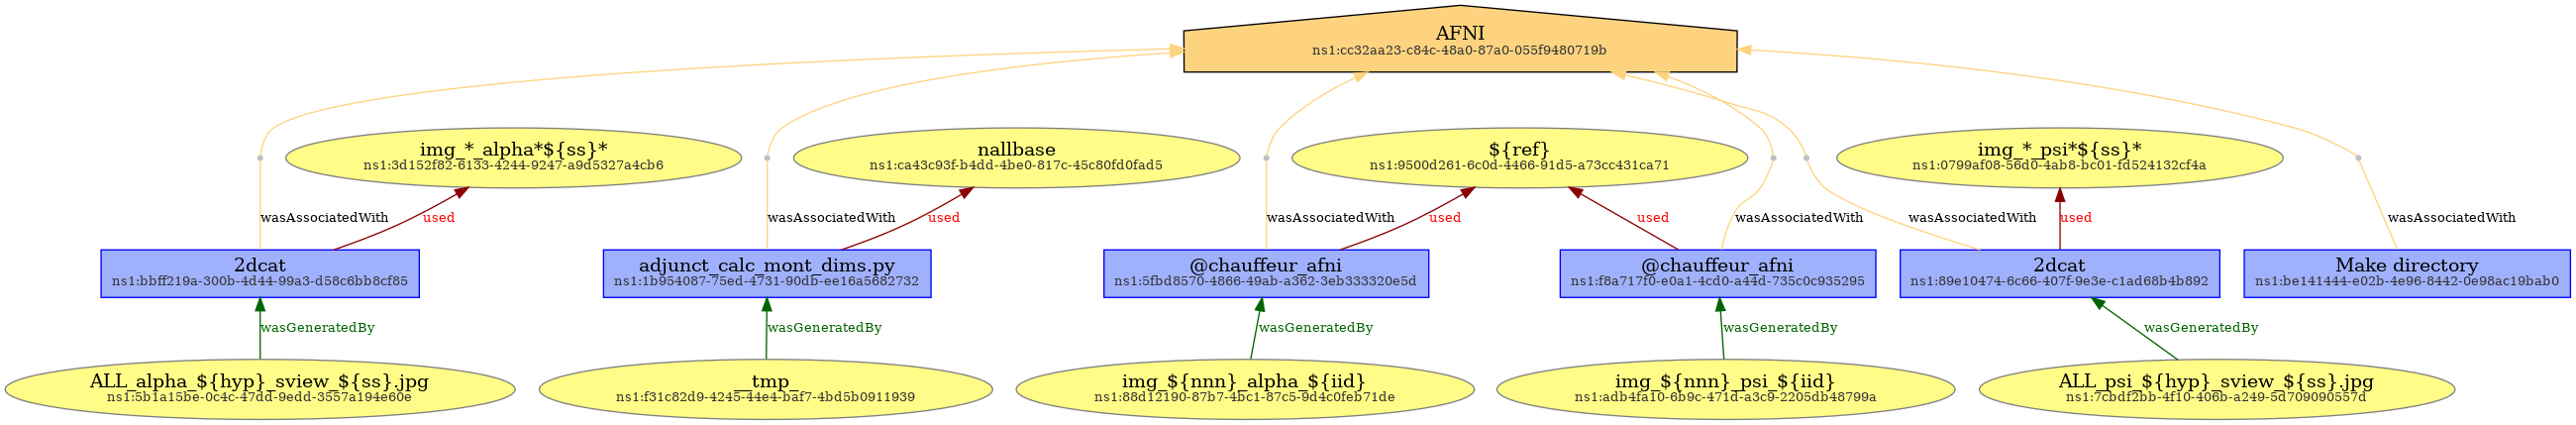 AFNI
ns1:cc32aa23-c84c-48a0-87a0-055f9480719b
img_*_alpha*${ss}*
ns1:3d152f82-6133-4244-9247-a9d5327a4cb6
nallbase
ns1:ca43c93f-b4dd-4be0-817c-45c80fd0fad5
${ref}
ns1:9500d261-6c0d-4466-91d5-a73cc431ca71
img_*_psi*${ss}*
ns1:0799af08-56d0-4ab8-bc01-fd524132cf4a
wasAssociatedWith
used
wasAssociatedWith
used
wasAssociatedWith
used
used
wasAssociatedWith
wasAssociatedWith
used
wasAssociatedWith
2dcat
ns1:bbff219a-300b-4d44-99a3-d58c6bb8cf85
adjunct_calc_mont_dims.py
ns1:1b954087-75ed-4731-90db-ee16a5682732
@chauffeur_afni
ns1:5fbd8570-4866-49ab-a362-3eb333320e5d
@chauffeur_afni
ns1:f8a717f0-e0a1-4cd0-a44d-735c0c935295
2dcat
ns1:89e10474-6c66-407f-9e3e-c1ad68b4b892
Make directory
ns1:be141444-e02b-4e96-8442-0e98ac19bab0
wasGeneratedBy
wasGeneratedBy
wasGeneratedBy
wasGeneratedBy
wasGeneratedBy
ALL_alpha_${hyp}_sview_${ss}.jpg
ns1:5b1a15be-0c4c-47dd-9edd-3557a194e60e
__tmp_
ns1:f31c82d9-4245-44e4-baf7-4bd5b0911939
img_${nnn}_alpha_${iid}
ns1:88d12190-87b7-4bc1-87c5-9d4c0feb71de
img_${nnn}_psi_${iid}
ns1:adb4fa10-6b9c-471d-a3c9-2205db48799a
ALL_psi_${hyp}_sview_${ss}.jpg
ns1:7cbdf2bb-4f10-406b-a249-5d709090557d